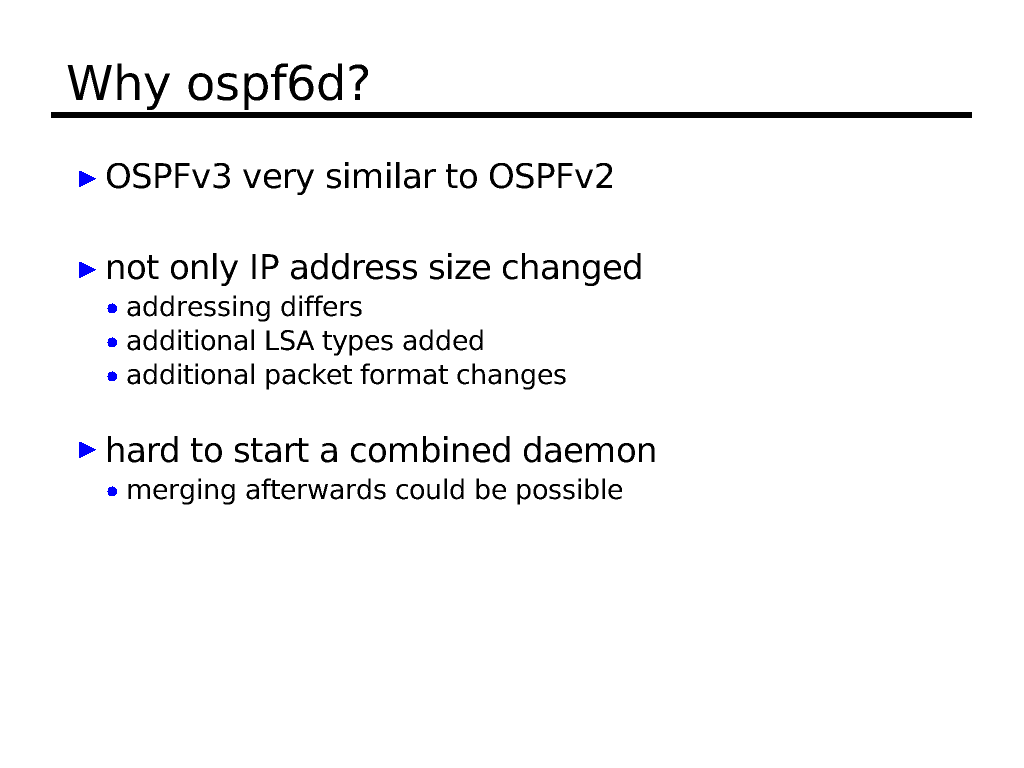 Why ospf6d?
OSPFv3 very similar to OSPFv2
not only IP address size changed
addressing differs
additional LSA types added
additional packet format changes
hard to start a combined daemon
merging afterwards could be possible